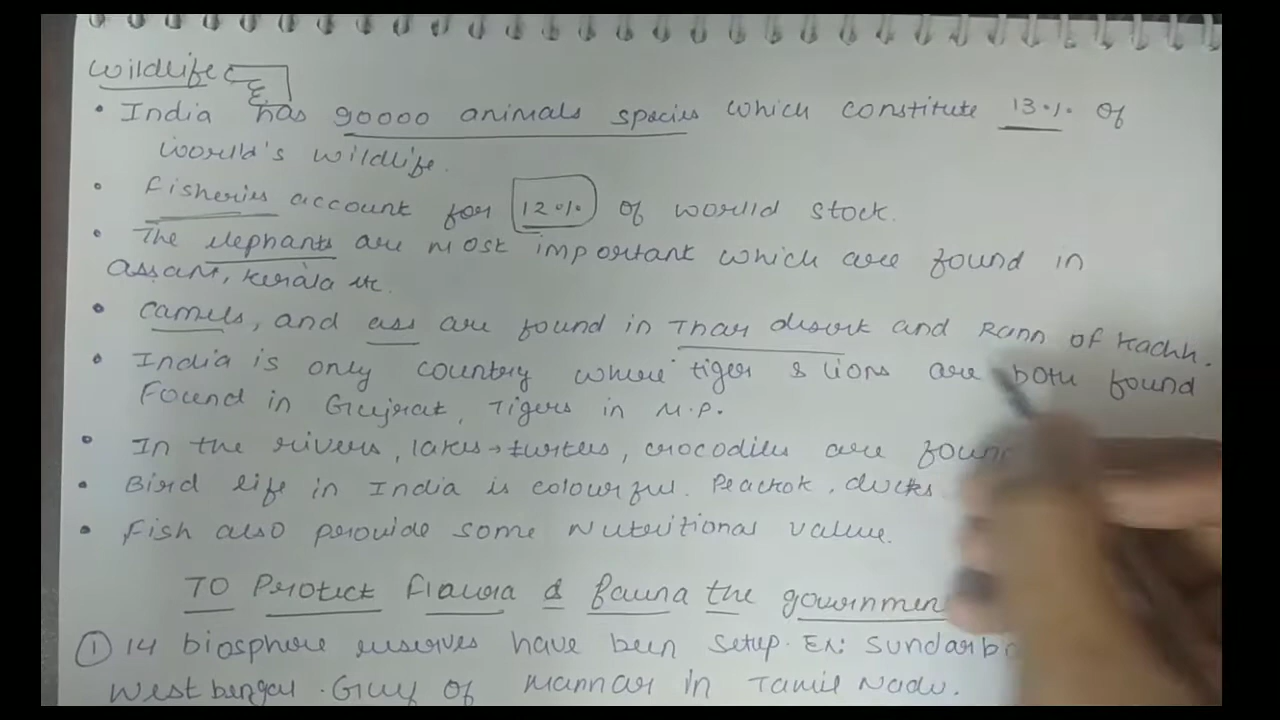 Wildlife
• India has 90000 animals species which constitute 13% of
world's wildlife.
• Fisheries account for 12% of world stock.
• The elephants are most important which are found in
Assam, Kerala etc.
• Camels, and ass are found in Thar desert and Rann of Kachh.
• India is only country where tiger & lions are both found
Found in Gujrat, Tigers in M.P.
• In the rivers, lakes → turtles, crocodiles are found
• Bird life in India is colourful. Peacock, ducks
• Fish also provide some Nutritional value.
TO Protect flaura & fauna the governmen
① 14 biosphere reserves have been setup. Ex: Sundarb
West bengal. Gulf of Mannar in Tamil Nadu.